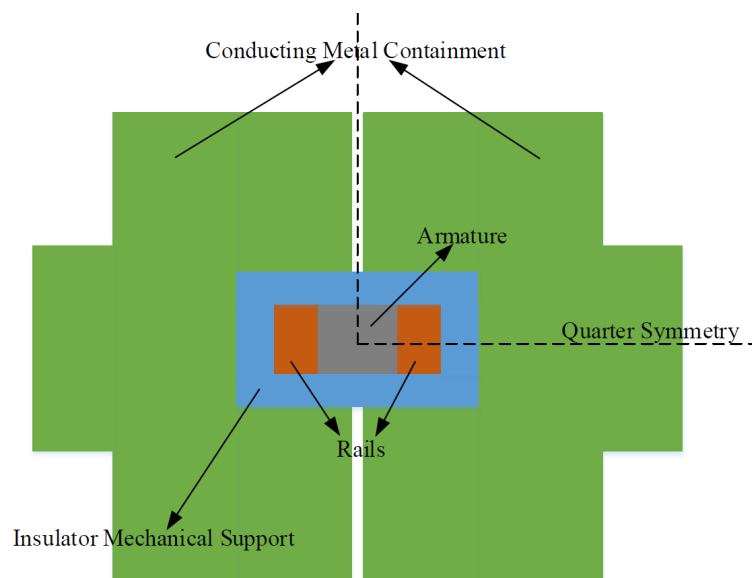 Conducting Metal Containment
Armature
Quarter Symmetry
Rails
Insulator Mechanical Support